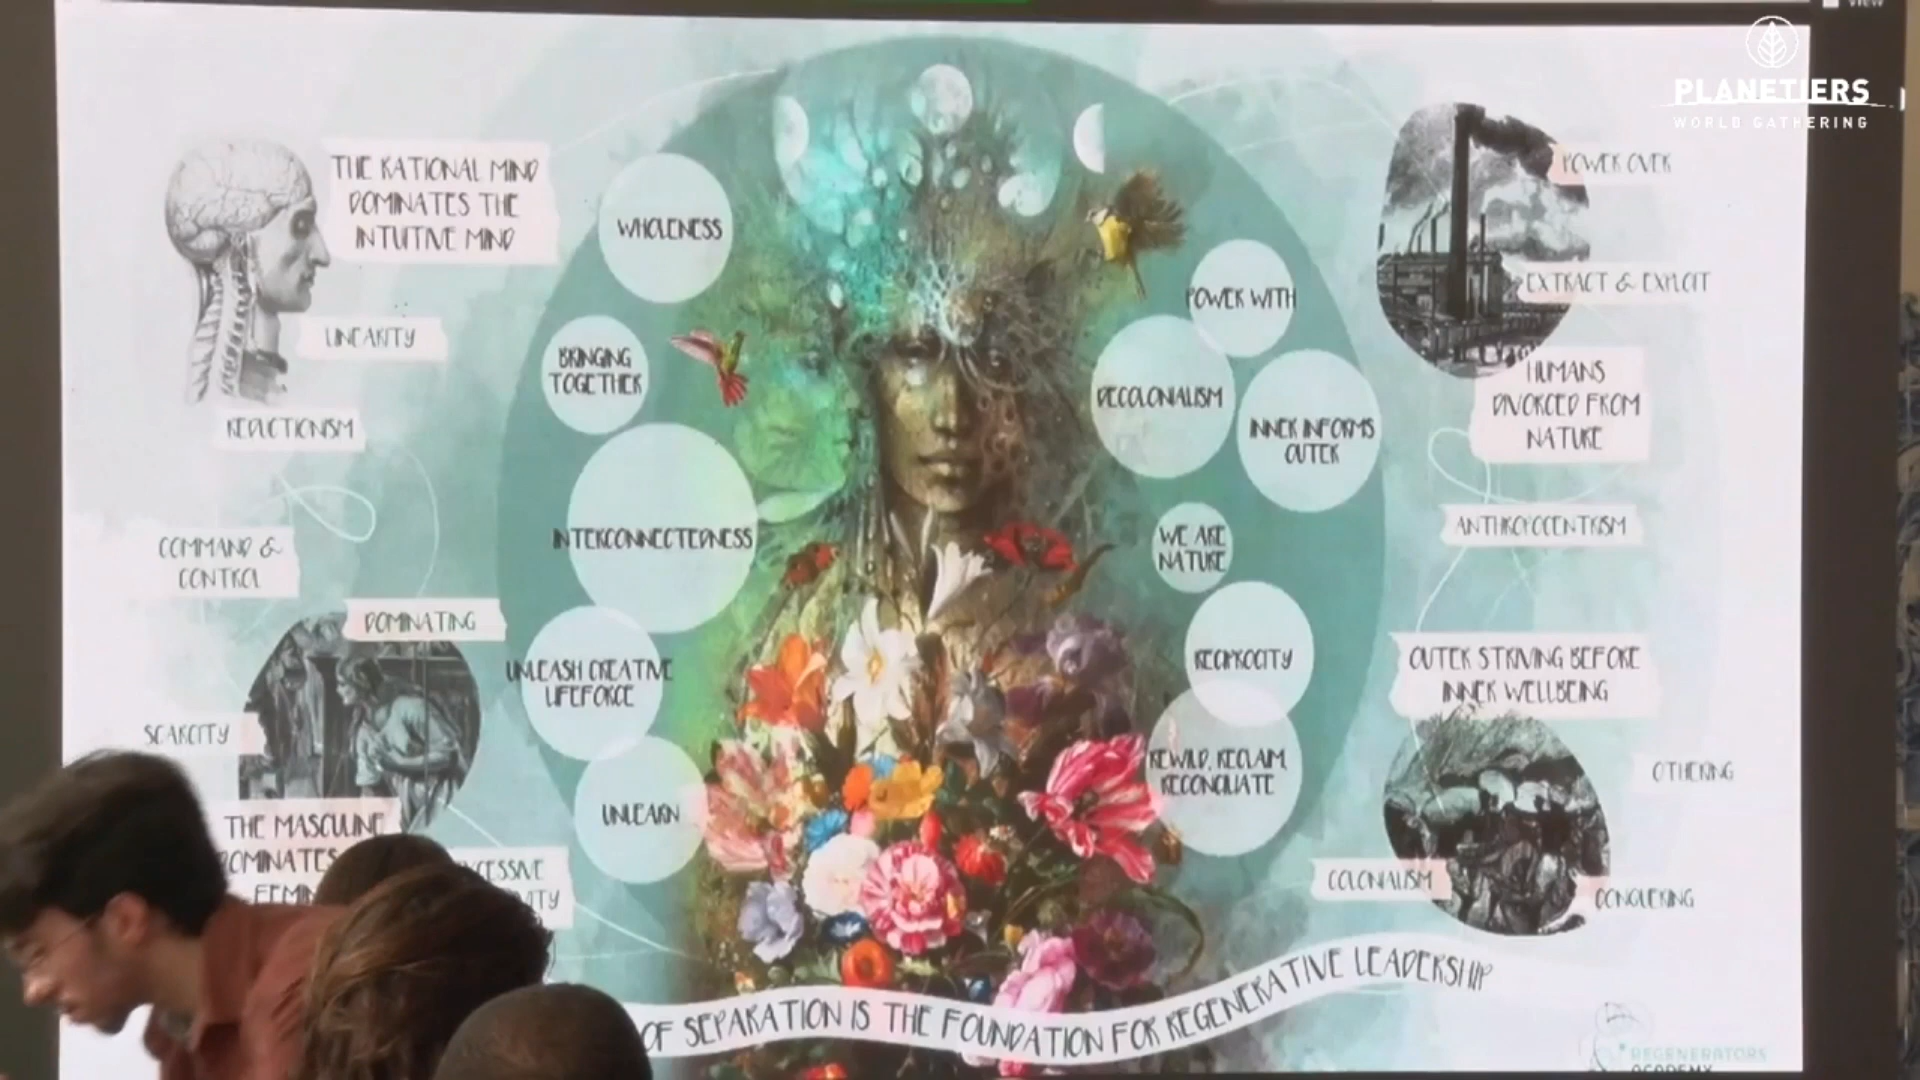 VIEW
PLANETIERS
WORLD GATHERING
THE RATIONAL MIND
DOMINATES THE
INTUITIVE MIND
LINEARITY
REDUCTIONISM
COMMAND &
CONTROL
DOMINATING
SCARCITY
THE MASCULINE
DOMINATES
WHOLENESS
BRINGING
TOGETHER
INTERCONNECTEDNESS
UNLEASH CREATIVE
LIFEFORCE
UNLEARN
POWER WITH
DECOLONIALISM
INNER INFORMS
OUTER
WE ARE
NATURE
RECIPROCITY
REWILD, RECLAIM,
RECONCILIATE
POWER OVER
EXTRACT & EXPLOIT
HUMANS
DIVORCED FROM
NATURE
ANTHROPOCENTRISM
OUTER STRIVING BEFORE
INNER WELLBEING
OTHERING
COLONIALISM
CONQUERING
OF SEPARATION IS THE FOUNDATION FOR REGENERATIVE LEADERSHIP
REGENERATORS
ACADEMY